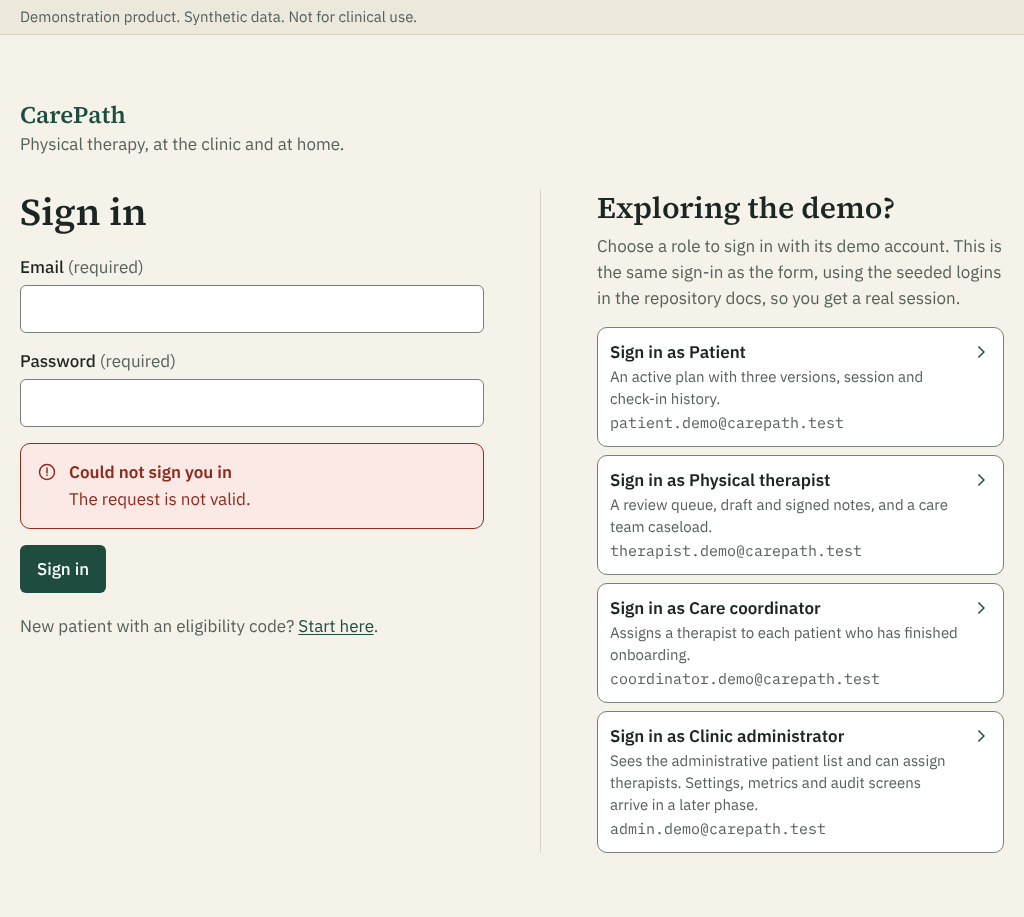 Demonstration product. Synthetic data. Not for clinical use.
CarePath
Physical therapy, at the clinic and at home.
Sign in
Email (required)
Password (required)
Could not sign you in
The request is not valid.
Sign in
New patient with an eligibility code? Start here.
Exploring the demo?
Choose a role to sign in with its demo account. This is
the same sign-in as the form, using the seeded logins
in the repository docs, so you get a real session.
Sign in as Patient
An active plan with three versions, session and
check-in history.
patient.demo@carepath.test
Sign in as Physical therapist
A review queue, draft and signed notes, and a care
team caseload.
therapist.demo@carepath.test
Sign in as Care coordinator
Assigns a therapist to each patient who has finished
onboarding.
coordinator.demo@carepath.test
Sign in as Clinic administrator
Sees the administrative patient list and can assign
therapists. Settings, metrics and audit screens
arrive in a later phase.
admin.demo@carepath.test